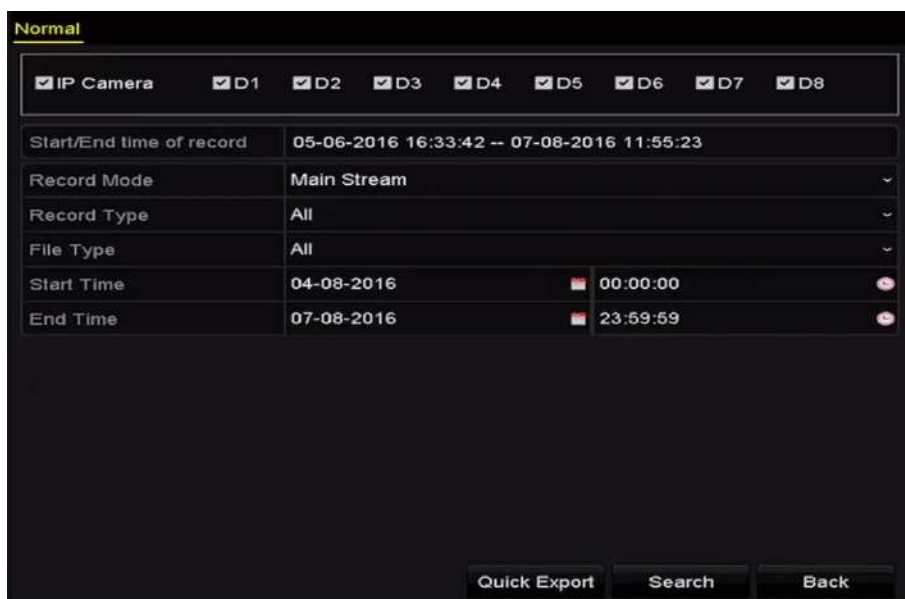 Normal
IP Camera D1 D2 D3 D4 D5 D6 D7 D8
Start/End time of record 05-06-2016 16:33:42 -- 07-08-2016 11:55:23
Record Mode Main Stream
Record Type All
File Type All
Start Time 04-08-2016 00:00:00
End Time 07-08-2016 23:59:59
Quick Export Search Back